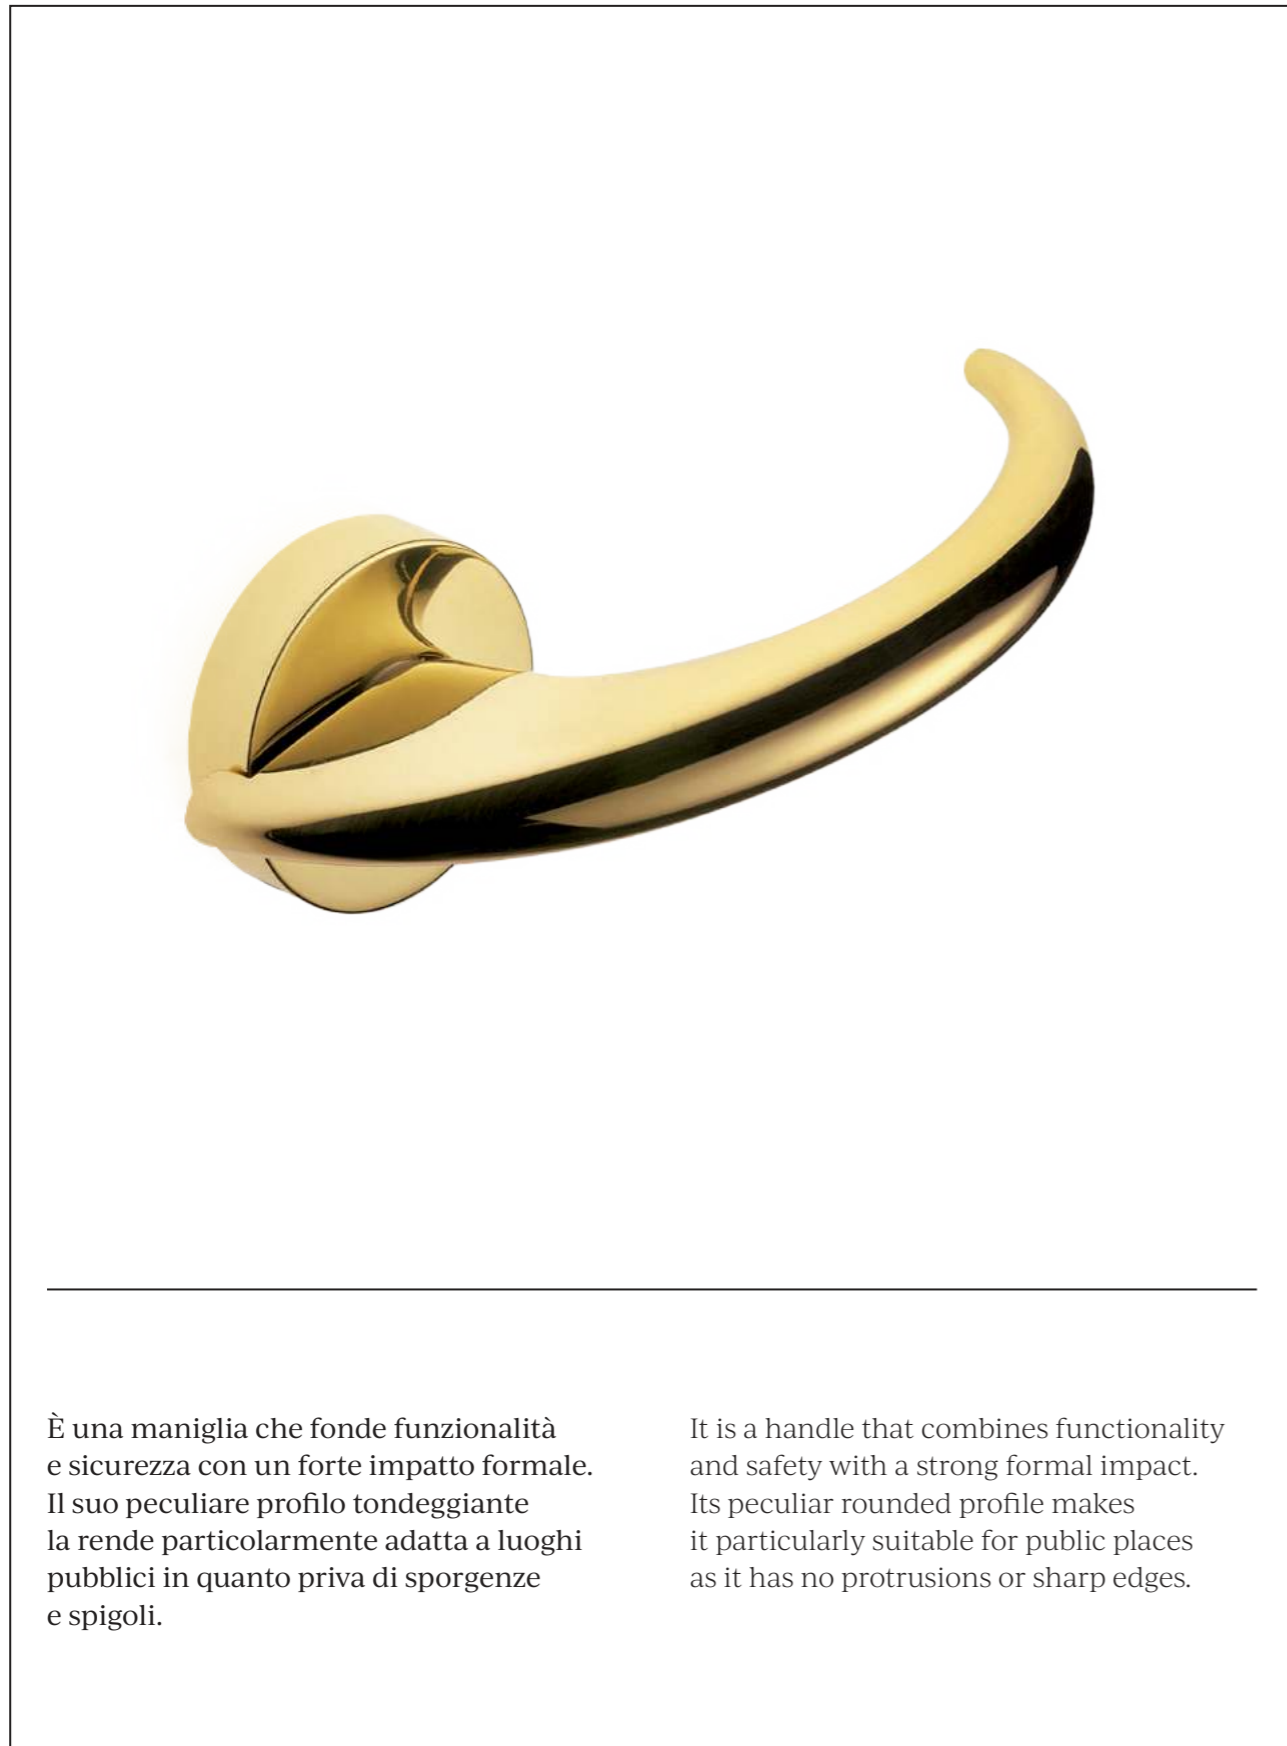 È una maniglia che fonde funzionalità
e sicurezza con un forte impatto formale.
Il suo peculiare profilo tondeggiante
la rende particolarmente adatta a luoghi
pubblici in quanto priva di sporgenze
e spigoli.
It is a handle that combines functionality
and safety with a strong formal impact.
Its peculiar rounded profile makes
it particularly suitable for public places
as it has no protrusions or sharp edges.